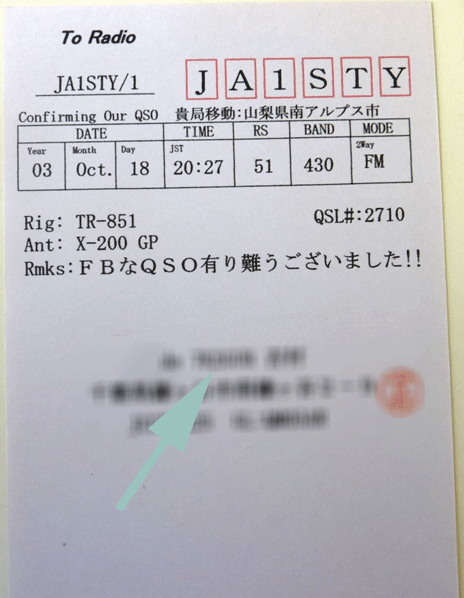 To Radio
JA1STY/1 JA1STY
Confirming Our QSO 貴局移動:山梨県南アルプス市
DATE TIME RS BAND MODE
Year Month Day JST 2Way
03 Oct. 18 20:27 51 430 FM
Rig: TR-851 QSL#:2710
Ant: X-200 GP
Rmks:ＦＢなＱＳＯ有り難うございました!!